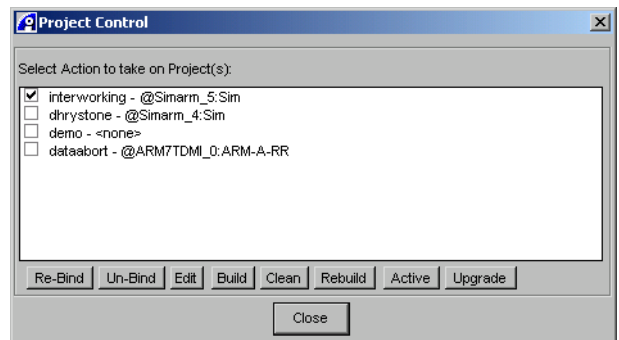 Project Control
Select Action to take on Project(s):
interworking - @Simarm_5:Sim
dhrystone - @Simarm_4:Sim
demo - <none>
dataabort - @ARM7TDMI_0:ARM-A-RR
Re-Bind Un-Bind Edit Build Clean Rebuild Active Upgrade
Close